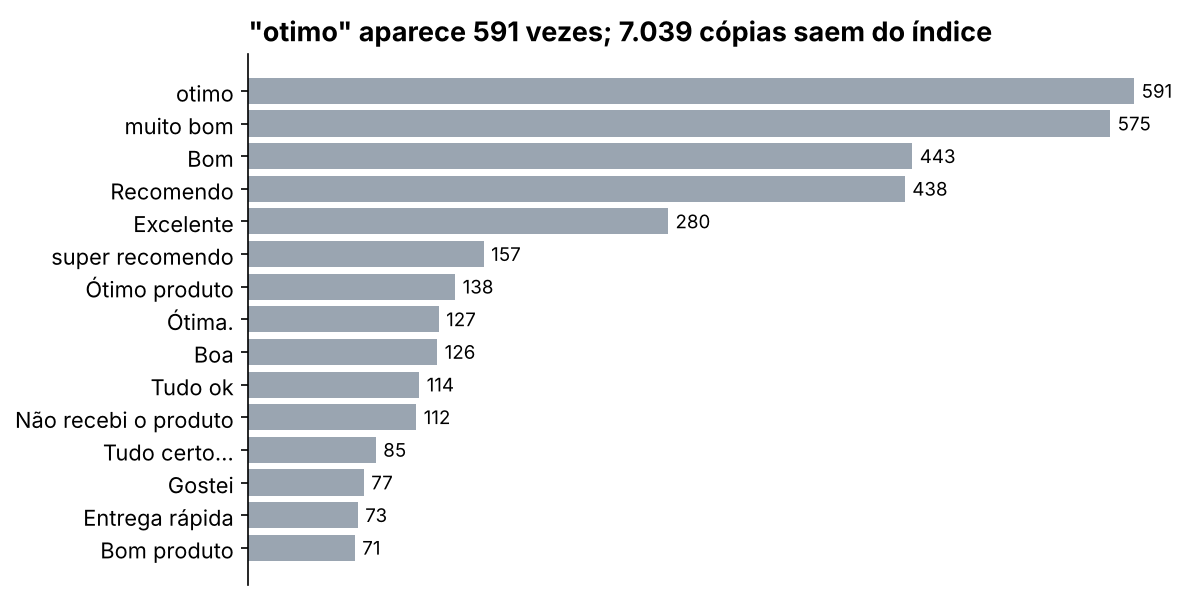 "otimo" aparece 591 vezes; 7.039 cópias saem do índice
otimo 591
muito bom 575
Bom 443
Recomendo 438
Excelente 280
super recomendo 157
Ótimo produto 138
Ótima. 127
Boa 126
Tudo ok 114
Não recebi o produto 112
Tudo certo... 85
Gostei 77
Entrega rápida 73
Bom produto 71